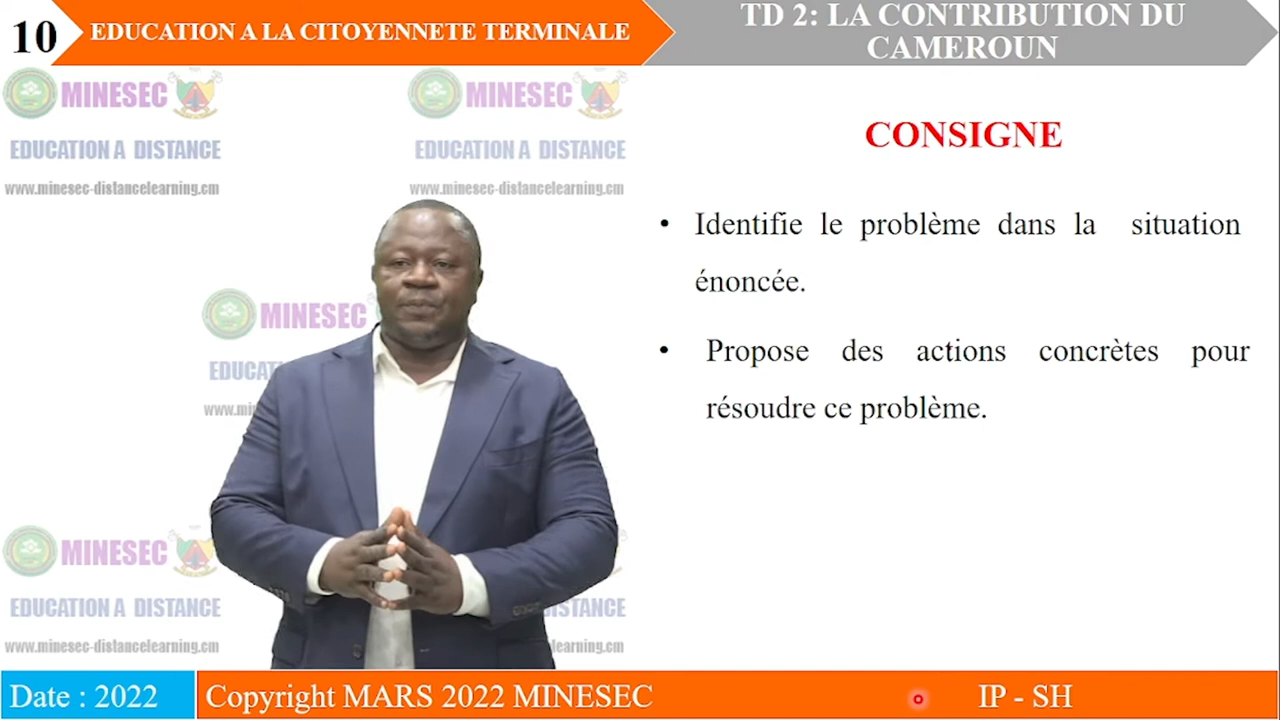 10
EDUCATION A LA CITOYENNETE TERMINALE
TD 2: LA CONTRIBUTION DU
CAMEROUN
MINESEC
EDUCATION A DISTANCE
www.minesec-distancelearning.cm
MINESEC
EDUCATION A DISTANCE
www.minesec-distancelearning.cm
CONSIGNE
• Identifie le problème dans la situation
énoncée.
• Propose des actions concrètes pour
résoudre ce problème.
MINESEC
MINESEC
EDUCATION A DISTANCE
www.minesec-distancelearning.cm
Date : 2022
Copyright MARS 2022 MINESEC
IP - SH